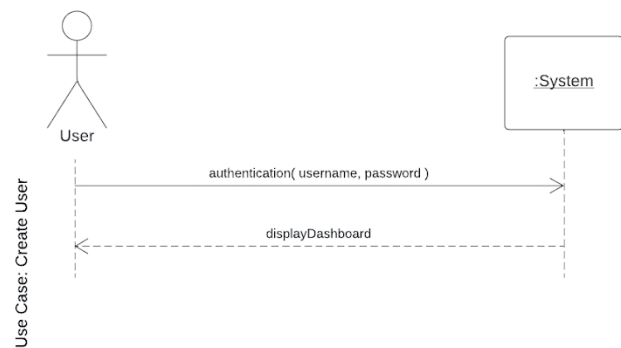 :System
User
authentication( username, password )
displayDashboard
Use Case: Create User